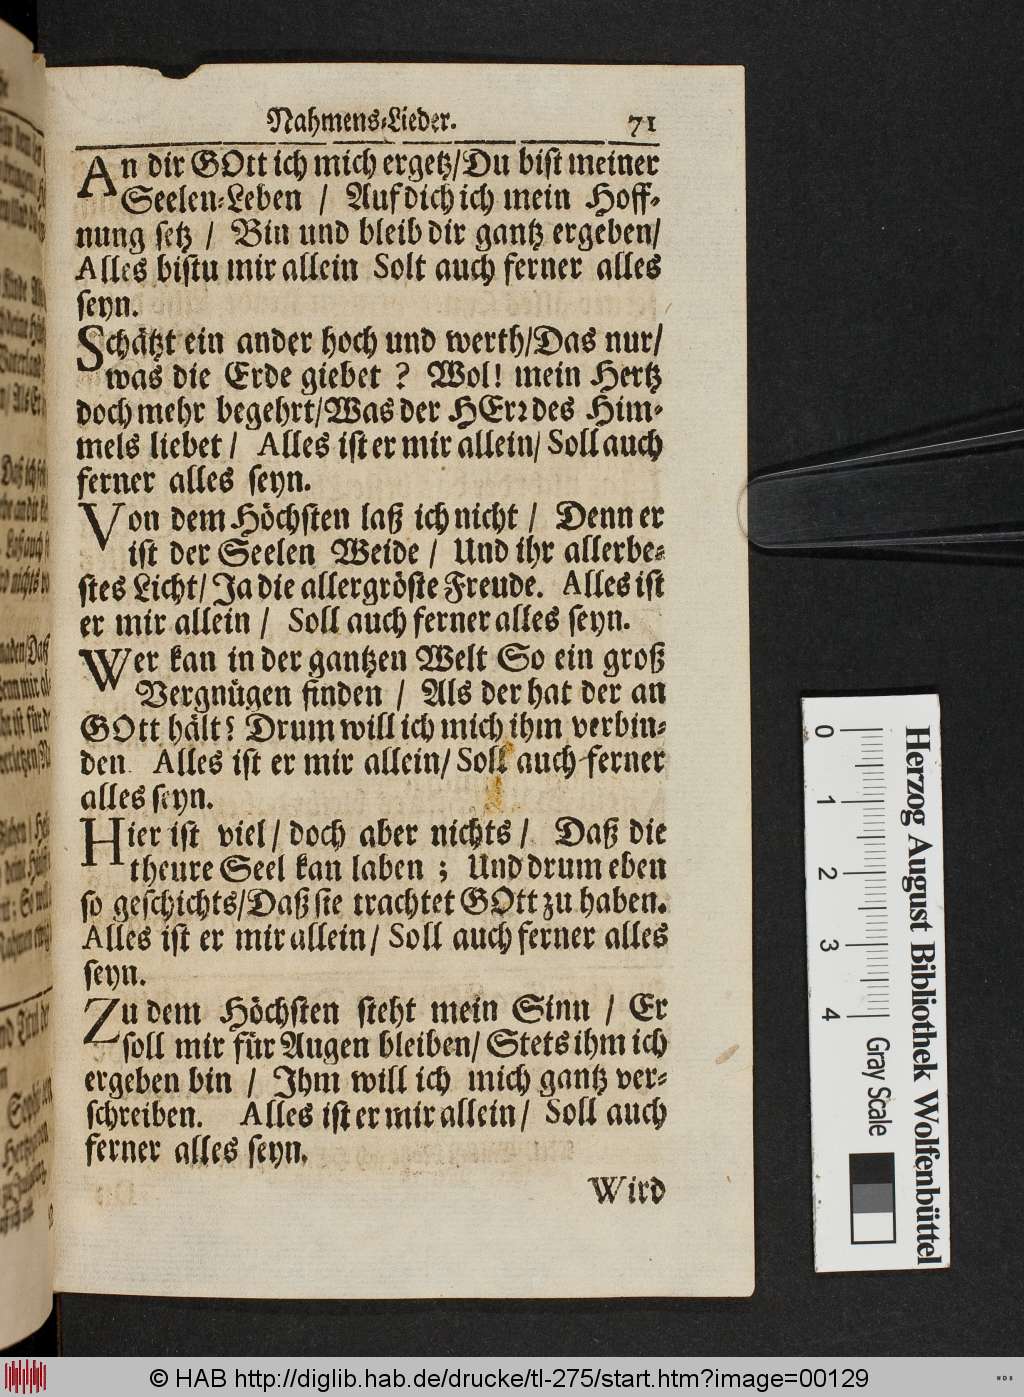 Nahmens-Lieder. 71
An dir GOtt ich mich ergetz/Du bist meiner
Seelen-Leben / Auf dich ich mein Hoff-
nung setz / Bin und bleib dir gantz ergeben/
Alles bistu mir allein Solt auch ferner alles
seyn.
Schätzt ein ander hoch und werth/Das nur/
was die Erde giebet ? Wol! mein Hertz
doch mehr begehrt/Was der HErr des Him-
mels liebet / Alles ist er mir allein/ Soll auch
ferner alles seyn.
Von dem Höchsten laß ich nicht / Denn er
ist der Seelen Weide / Und ihr allerbe-
stes Licht/ Ja die allergröste Freude. Alles ist
er mir allein / Soll auch ferner alles seyn.
Wer kan in der gantzen Welt So ein groß
Vergnügen finden / Als der hat der an
GOtt hält? Drum will ich mich ihm verbin-
den. Alles ist er mir allein/ Soll auch ferner
alles seyn.
Hier ist viel/ doch aber nichts / Daß die
theure Seel kan laben ; Und drum eben
so geschichts/Daß sie trachtet GOtt zu haben.
Alles ist er mir allein/ Soll auch ferner alles
seyn.
Zu dem Höchsten steht mein Sinn / Er
soll mir für Augen bleiben/ Stets ihm ich
ergeben bin / Ihm will ich mich gantz ver-
schreiben. Alles ist er mir allein / Soll auch
ferner alles seyn.
Wird
Herzog August Bibliothek Wolfenbüttel
0 1 2 3 4 Gray Scale
© HAB http://diglib.hab.de/drucke/tl-275/start.htm?image=00129